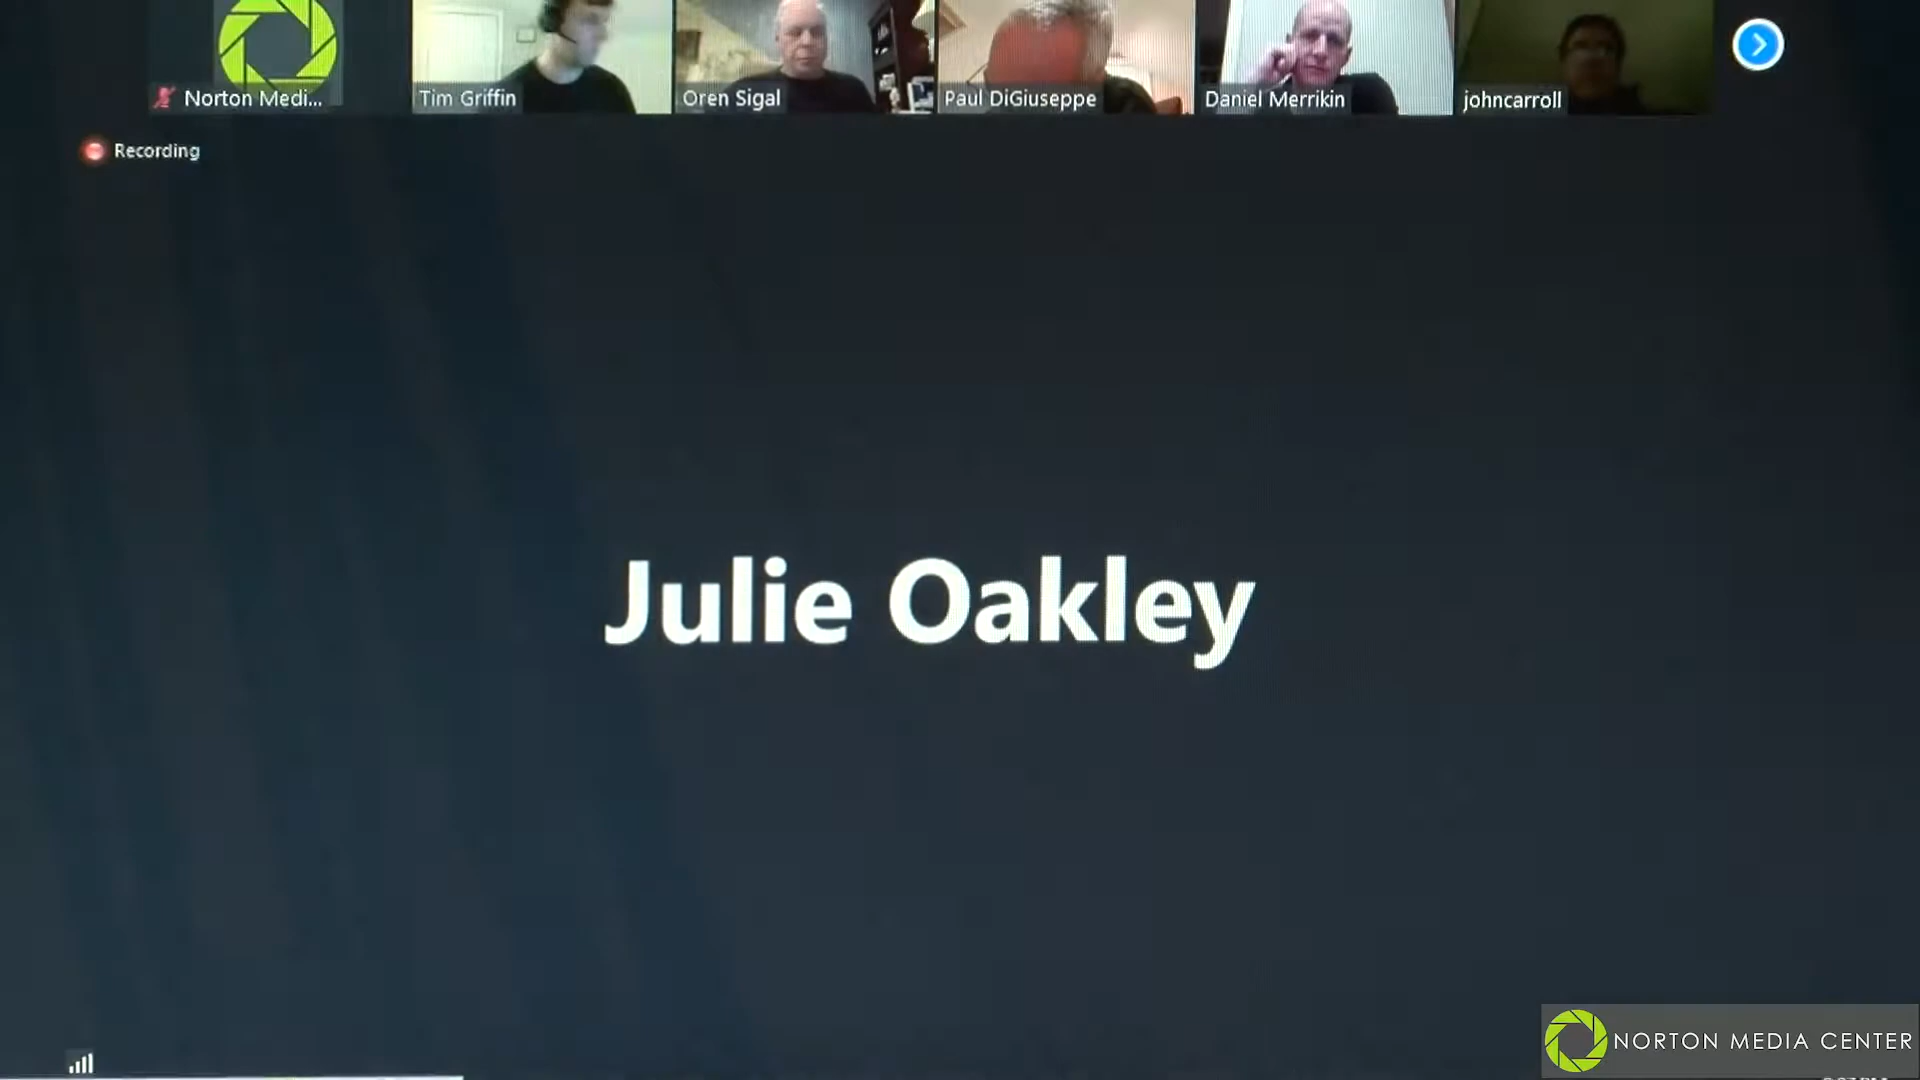 Norton Medi...
Tim Griffin
Oren Sigal
Paul DiGiuseppe
Daniel Merrikin
johncarroll
Recording
Julie Oakley
NORTON MEDIA CENTER